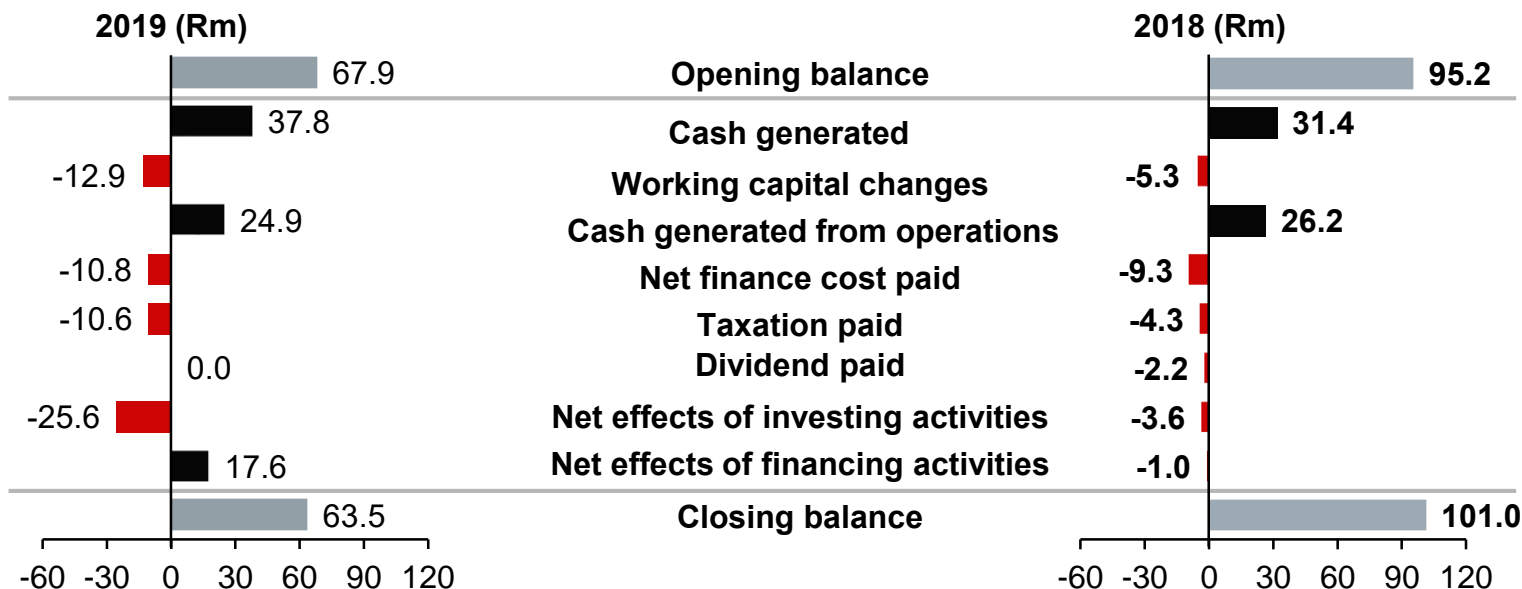 2019 (Rm) 2018 (Rm)
67.9 Opening balance 95.2
37.8 Cash generated 31.4
-12.9 Working capital changes -5.3
24.9 Cash generated from operations 26.2
-10.8 Net finance cost paid -9.3
-10.6 Taxation paid -4.3
0.0 Dividend paid -2.2
-25.6 Net effects of investing activities -3.6
17.6 Net effects of financing activities -1.0
63.5 Closing balance 101.0
-60 -30 0 30 60 90 120 -60 -30 0 30 60 90 120